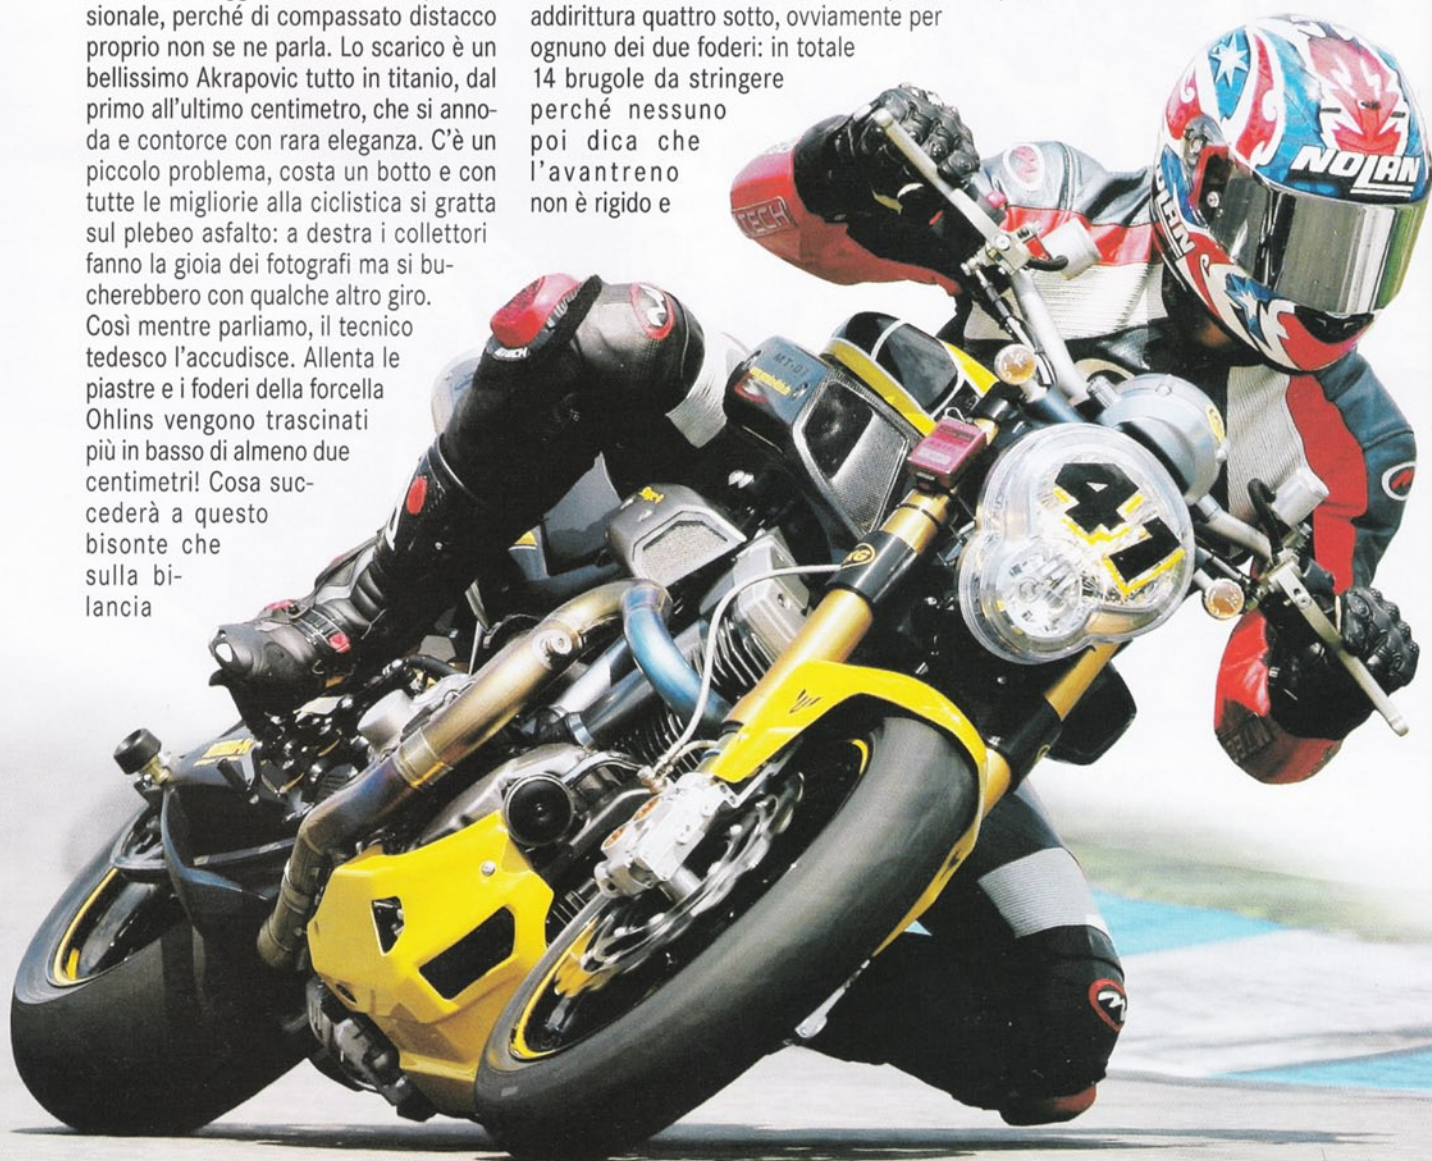 sionale, perché di compassato distacco
proprio non se ne parla. Lo scarico è un
bellissimo Akrapovic tutto in titanio, dal
primo all'ultimo centimetro, che si anno-
da e contorce con rara eleganza. C'è un
piccolo problema, costa un botto e con
tutte le migliorie alla ciclistica si gratta
sul plebeo asfalto: a destra i collettori
fanno la gioia dei fotografi ma si bu-
cherebbero con qualche altro giro.
Così mentre parliamo, il tecnico
tedesco l'accudisce. Allenta le
piastre e i foderi della forcella
Ohlins vengono trascinati
più in basso di almeno due
centimetri! Cosa suc-
cederà a questo
bisonte che
sulla bi-
lancia
addirittura quattro sotto, ovviamente per
ognuno dei due foderi: in totale
14 brugole da stringere
perché nessuno
poi dica che
l'avantreno
non è rigido e
NOLAN
NOLAN
TECH
MT-01
KG
41